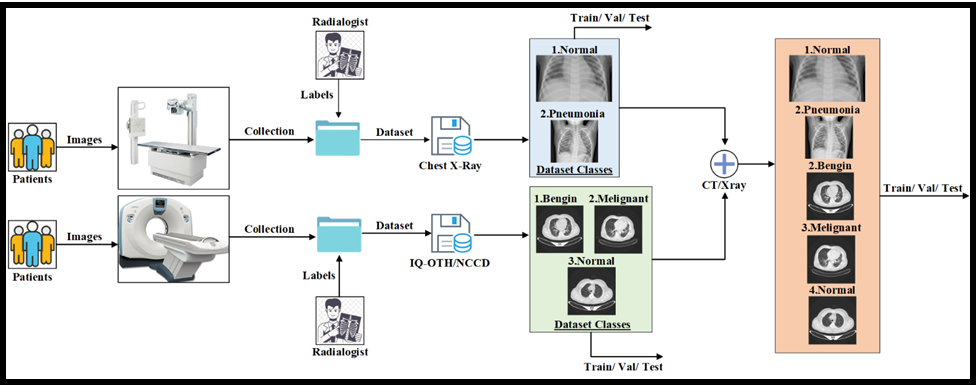 Train/ Val/ Test
Radialogist
1.Normal
1.Normal
Labels
2.Pneumonia
2.Pneumonia
Images
Collection
Dataset
Patients
Chest X-Ray
Dataset Classes
CT/Xray
2.Bengin
Train/ Val/ Test
1.Bengin 2.Melignant
Images
Collection
Dataset
3.Melignant
Patients
IQ-OTH/NCCD
3.Normal
Labels
4.Normal
Dataset Classes
Radialogist
Train/ Val/ Test